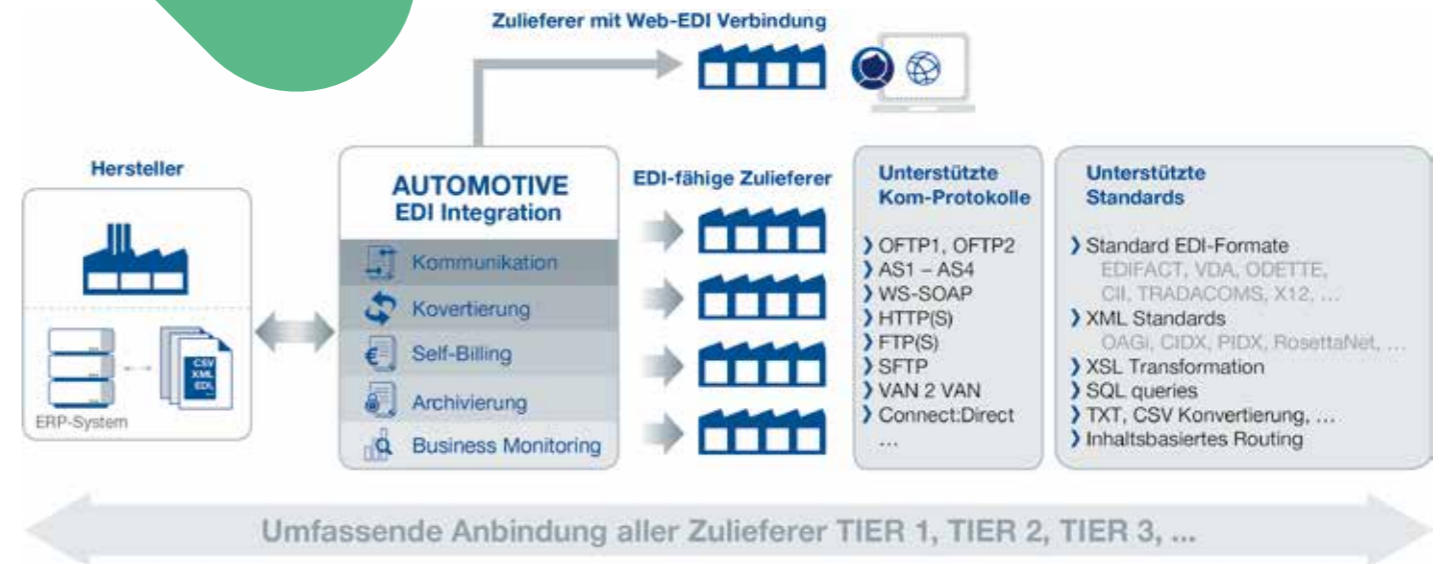 Zulieferer mit Web-EDI Verbindung
Hersteller
ERP-System
CSV
XML
EDI,
AUTOMOTIVE
EDI Integration
Kommunikation
Kovertierung
Self-Billing
Archivierung
Business Monitoring
EDI-fähige Zulieferer
Unterstützte
Kom-Protokolle
❯ OFTP1, OFTP2
❯ AS1 – AS4
❯ WS-SOAP
❯ HTTP(S)
❯ FTP(S)
❯ SFTP
❯ VAN 2 VAN
❯ Connect:Direct
...
Unterstützte
Standards
❯ Standard EDI-Formate
EDIFACT, VDA, ODETTE,
CII, TRADACOMS, X12, ...
❯ XML Standards
OAGi, CIDX, PIDX, RosettaNet, ...
❯ XSL Transformation
❯ SQL queries
❯ TXT, CSV Konvertierung, ...
❯ Inhaltsbasiertes Routing
Umfassende Anbindung aller Zulieferer TIER 1, TIER 2, TIER 3, ...